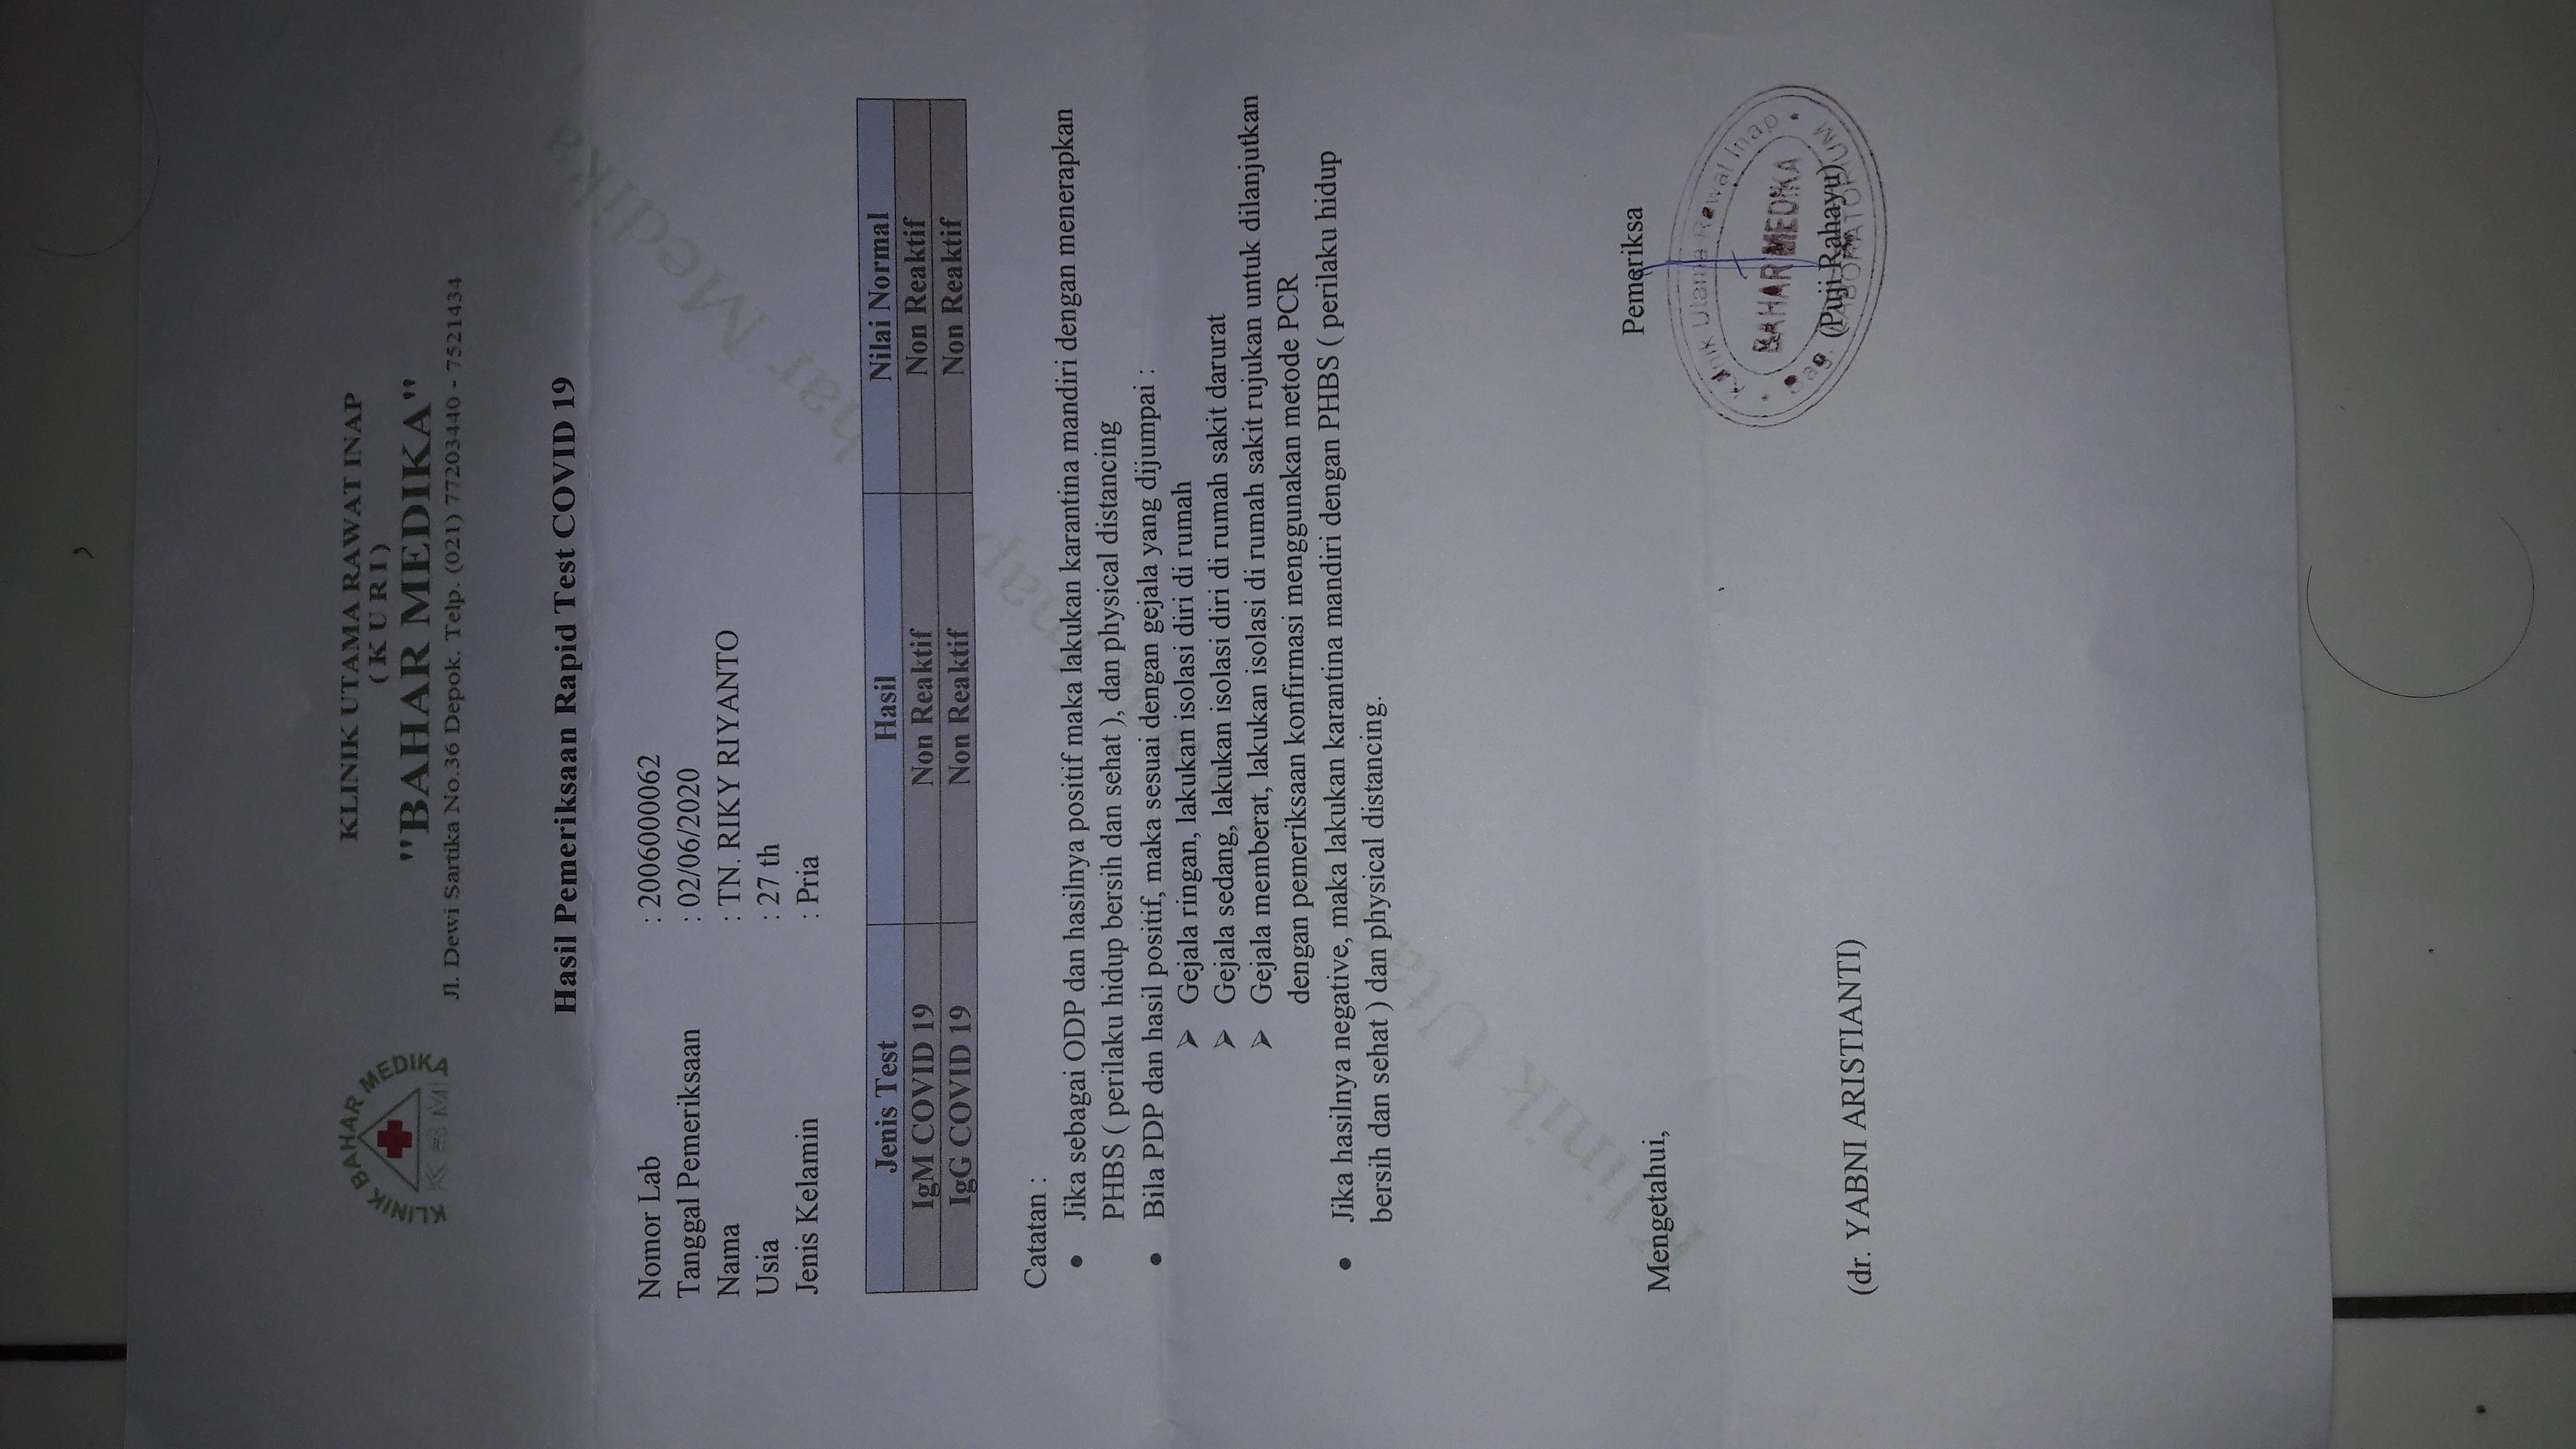 KLINIK BAHAR MEDIKA
KBM
KLINIK UTAMA RAWAT INAP
(KURI)
"BAHAR MEDIKA"
Jl. Dewi Sartika No.36 Depok. Telp. (021) 77203440 - 7521434
Hasil Pemeriksaan Rapid Test COVID 19
Nomor Lab : 2006000062
Tanggal Pemeriksaan : 02/06/2020
Nama : TN. RIKY RIYANTO
Usia : 27 th
Jenis Kelamin : Pria
Jenis Test Hasil Nilai Normal
IgM COVID 19 Non Reaktif Non Reaktif
IgG COVID 19 Non Reaktif Non Reaktif
Catatan :
• Jika sebagai ODP dan hasilnya positif maka lakukan karantina mandiri dengan menerapkan
PHBS ( perilaku hidup bersih dan sehat ), dan physical distancing
• Bila PDP dan hasil positif, maka sesuai dengan gejala yang dijumpai :
➢ Gejala ringan, lakukan isolasi diri di rumah
➢ Gejala sedang, lakukan isolasi diri di rumah sakit darurat
➢ Gejala memberat, lakukan isolasi di rumah sakit rujukan untuk dilanjutkan
dengan pemeriksaan konfirmasi menggunakan metode PCR
• Jika hasilnya negative, maka lakukan karantina mandiri dengan PHBS ( perilaku hidup
bersih dan sehat ) dan physical distancing.
Klinik Utama Rawat Inap Bahar Medika
Mengetahui,
Pemeriksa
Klinik Utama Rawat Inap
BAHAR MEDIKA
Bag. LABORATORIUM
(Puji Rahayu)
(dr. YABNI ARISTIANTI)